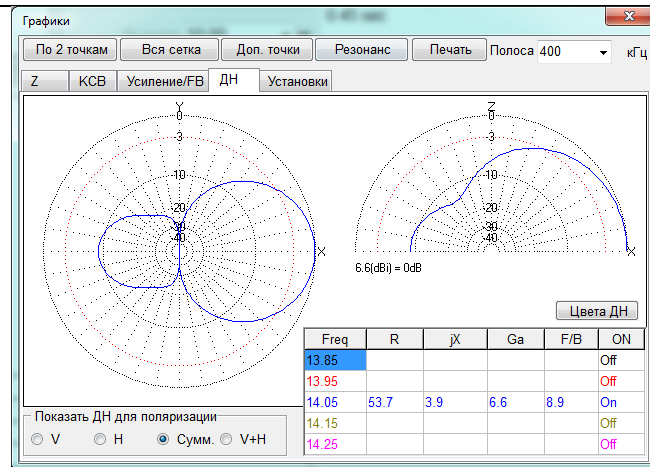 0.45 sec
Графики
По 2 точкам Вся сетка Доп. точки Резонанс Печать Полоса 400 кГц
Z КСВ Усиление/FB ДН Установки
Y
0
-3
-10
-20
-30
-40
X
Z
0
-3
-10
-20
-30
-40
X
6.6(dBi) = 0dB
Цвета ДН
Freq R jX Ga F/B ON
13.85 Off
13.95 Off
14.05 53.7 3.9 6.6 8.9 On
14.15 Off
14.25 Off
Показать ДН для поляризации
V H Сумм. V+H